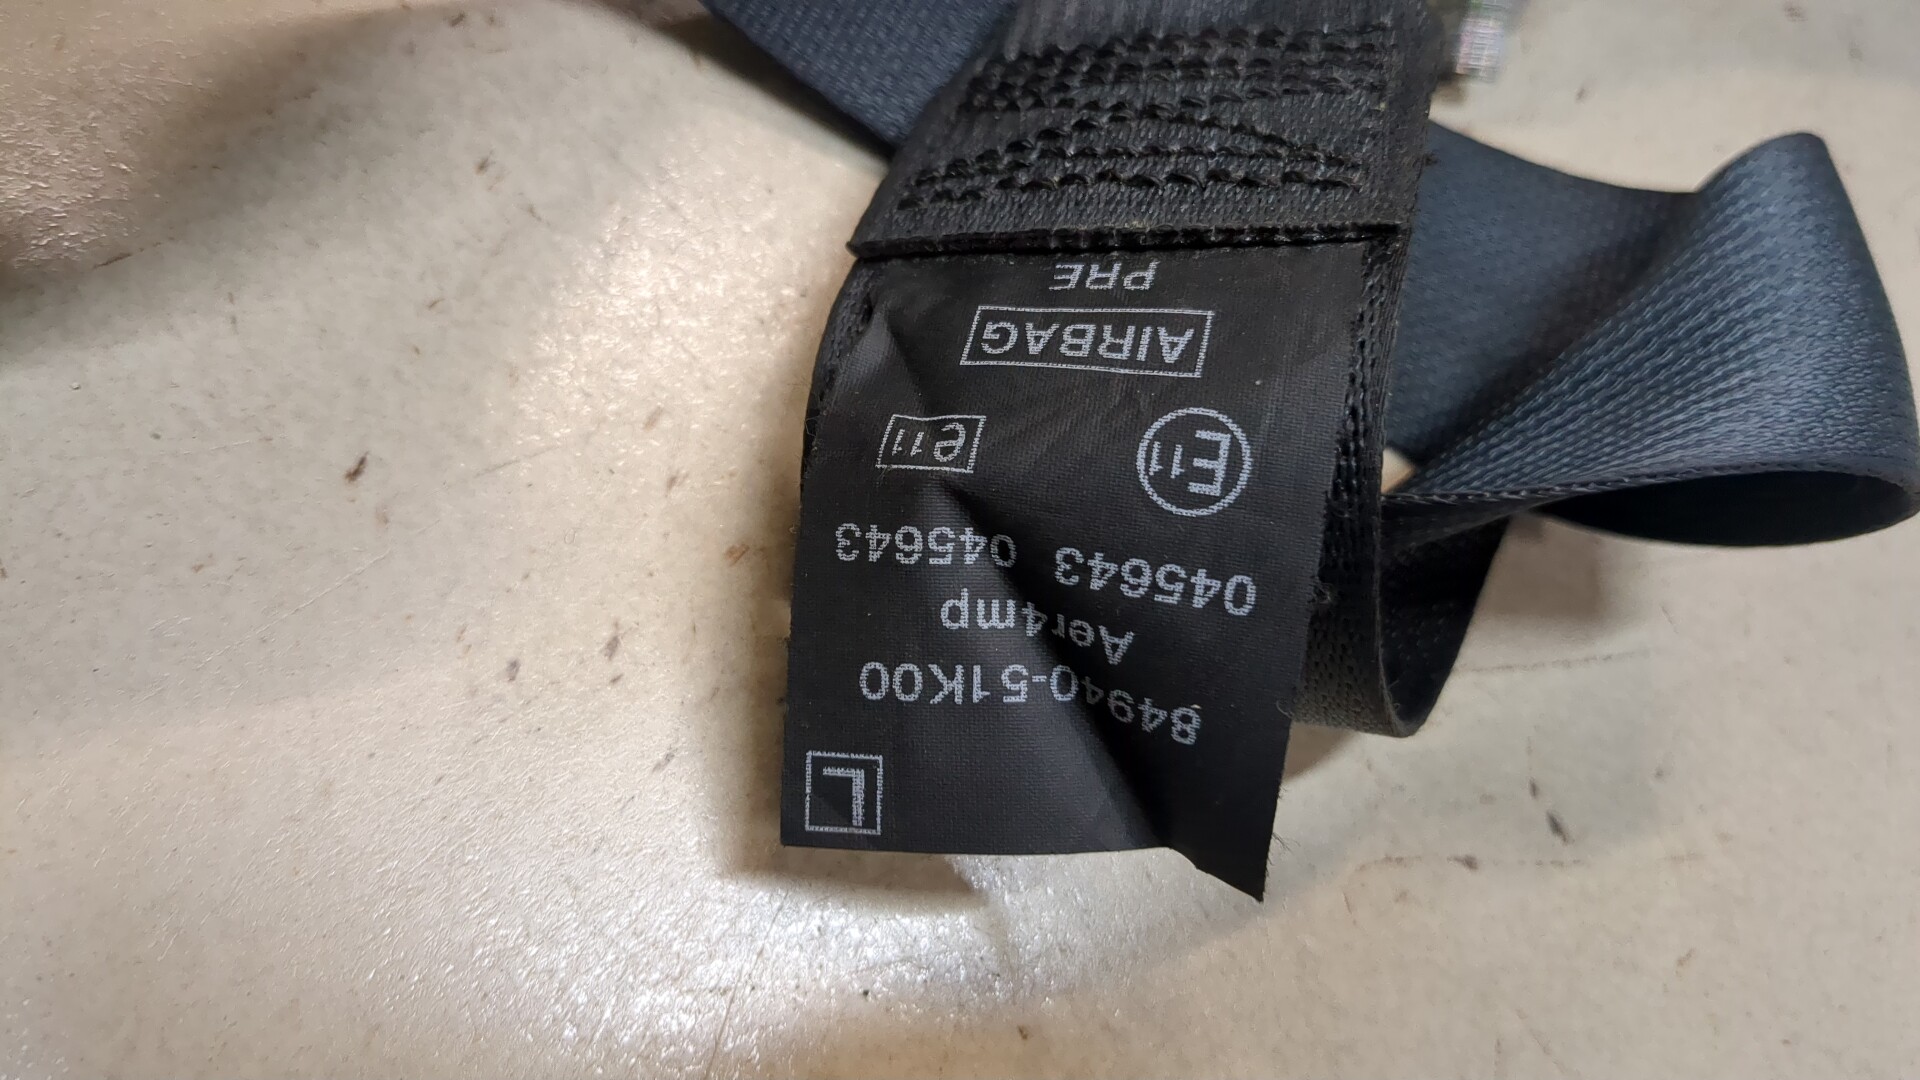 L
84940-51K00
Aer4mp
045643 045643
E11 e11
AIRBAG
PRE